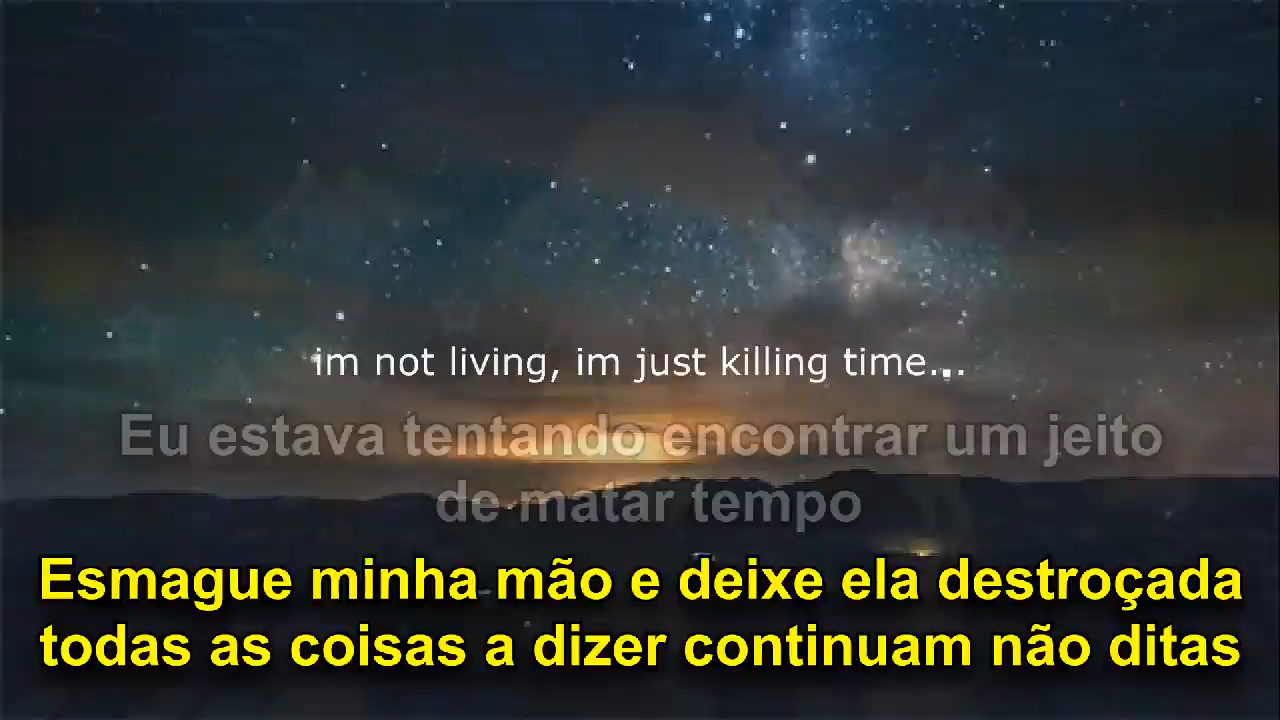 im not living, im just killing time...
Eu estava tentando encontrar um jeito
de matar tempo
Esmague minha mão e deixe ela destroçada
todas as coisas a dizer continuam não ditas